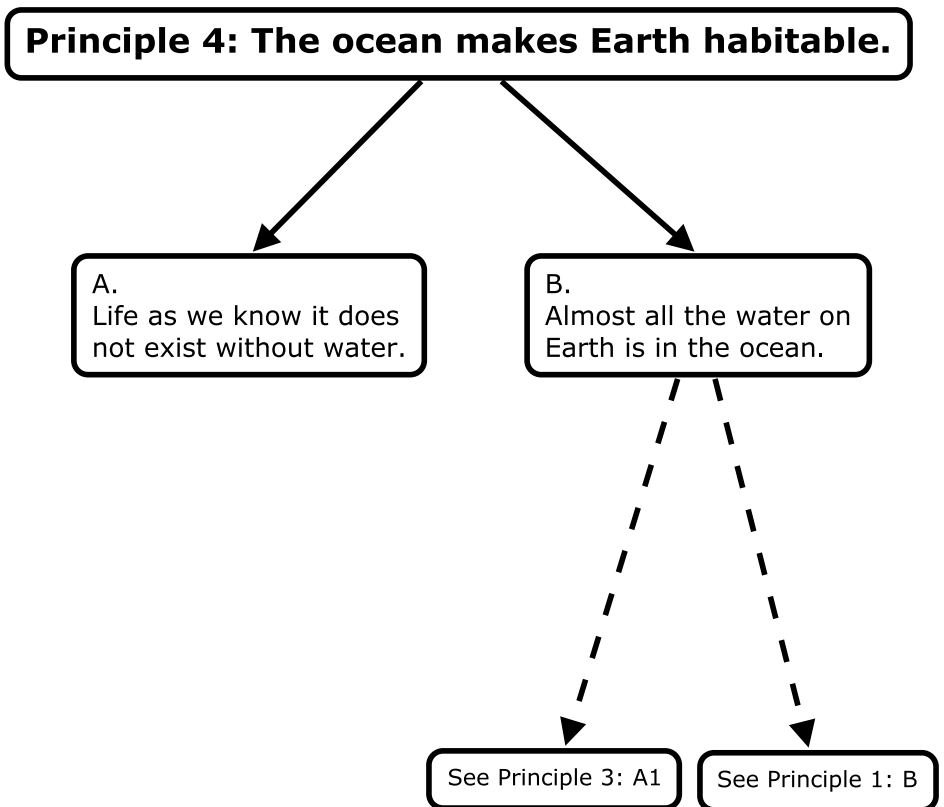 Principle 4: The ocean makes Earth habitable.
A.
Life as we know it does
not exist without water.
B.
Almost all the water on
Earth is in the ocean.
See Principle 3: A1
See Principle 1: B